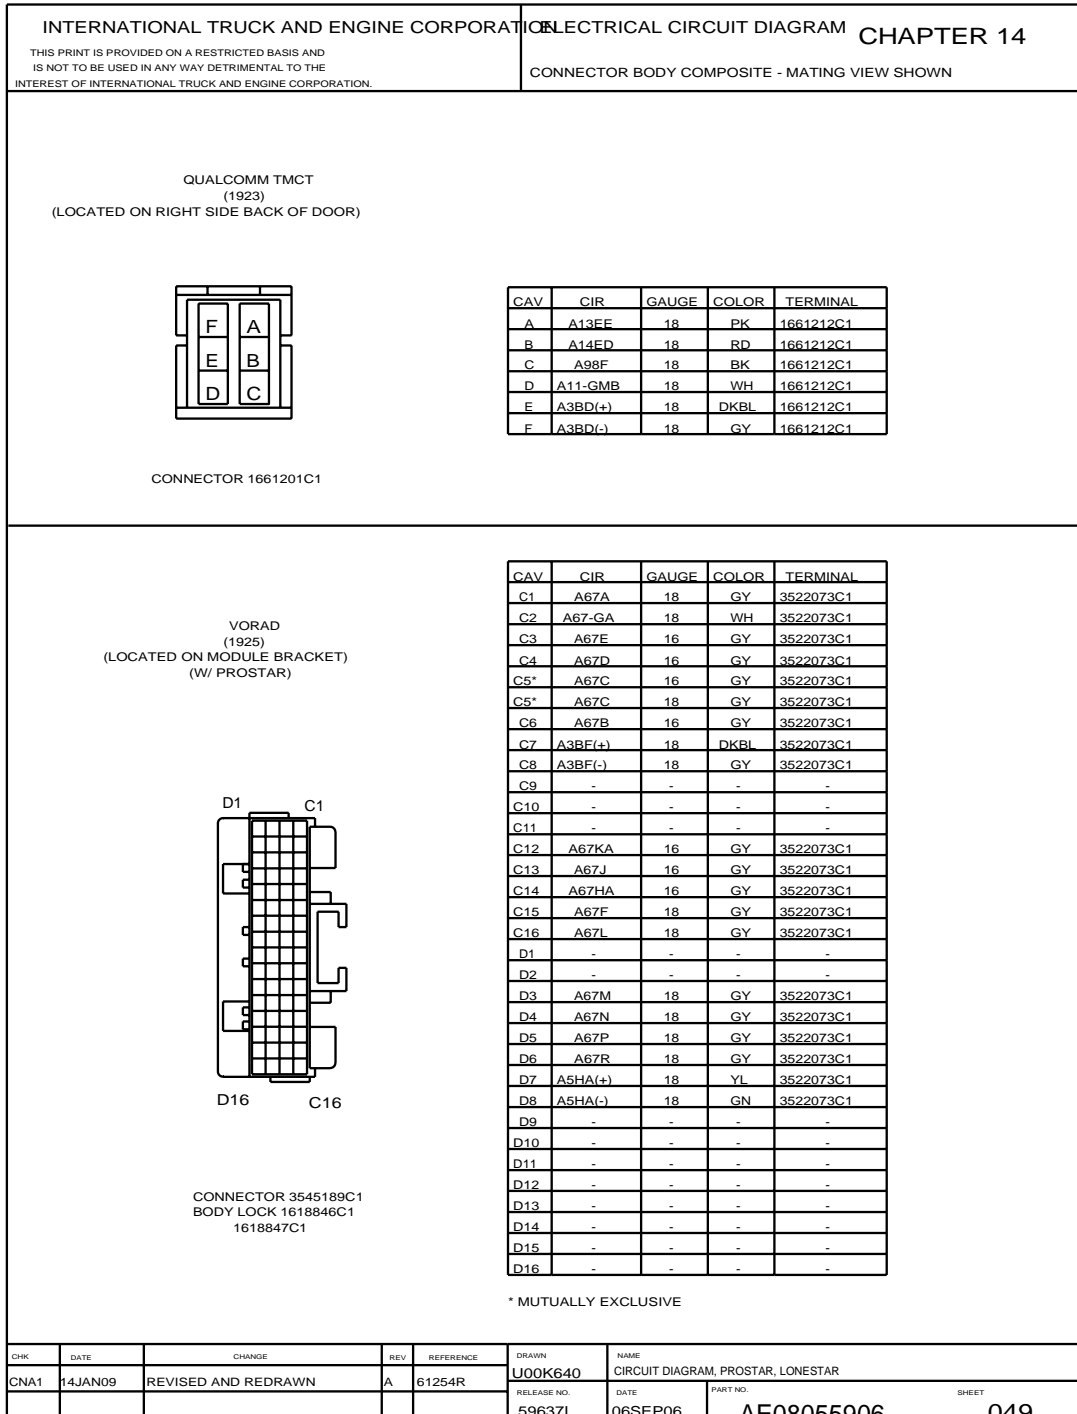 INTERNATIONAL TRUCK AND ENGINE CORPORATION
THIS PRINT IS PROVIDED ON A RESTRICTED BASIS AND
IS NOT TO BE USED IN ANY WAY DETRIMENTAL TO THE
INTEREST OF INTERNATIONAL TRUCK AND ENGINE CORPORATION.
ELECTRICAL CIRCUIT DIAGRAM CHAPTER 14
CONNECTOR BODY COMPOSITE - MATING VIEW SHOWN
QUALCOMM TMCT
(1923)
(LOCATED ON RIGHT SIDE BACK OF DOOR)
F A
E B
D C
CONNECTOR 1661201C1
CAV CIR GAUGE COLOR TERMINAL
A A13EE 18 PK 1661212C1
B A14ED 18 RD 1661212C1
C A98F 18 BK 1661212C1
D A11-GMB 18 WH 1661212C1
E A3BD(+) 18 DKBL 1661212C1
F A3BD(-) 18 GY 1661212C1
VORAD
(1925)
(LOCATED ON MODULE BRACKET)
(W/ PROSTAR)
D1 C1
D16 C16
CONNECTOR 3545189C1
BODY LOCK 1618846C1
1618847C1
CAV CIR GAUGE COLOR TERMINAL
C1 A67A 18 GY 3522073C1
C2 A67-GA 18 WH 3522073C1
C3 A67E 16 GY 3522073C1
C4 A67D 16 GY 3522073C1
C5* A67C 16 GY 3522073C1
C5* A67C 18 GY 3522073C1
C6 A67B 16 GY 3522073C1
C7 A3BF(+) 18 DKBL 3522073C1
C8 A3BF(-) 18 GY 3522073C1
C9 - - - -
C10 - - - -
C11 - - - -
C12 A67KA 16 GY 3522073C1
C13 A67J 16 GY 3522073C1
C14 A67HA 16 GY 3522073C1
C15 A67F 18 GY 3522073C1
C16 A67L 18 GY 3522073C1
D1 - - - -
D2 - - - -
D3 A67M 18 GY 3522073C1
D4 A67N 18 GY 3522073C1
D5 A67P 18 GY 3522073C1
D6 A67R 18 GY 3522073C1
D7 A5HA(+) 18 YL 3522073C1
D8 A5HA(-) 18 GN 3522073C1
D9 - - - -
D10 - - - -
D11 - - - -
D12 - - - -
D13 - - - -
D14 - - - -
D15 - - - -
D16 - - - -
* MUTUALLY EXCLUSIVE
CHK DATE CHANGE REV REFERENCE
CNA1 14JAN09 REVISED AND REDRAWN A 61254R
DRAWN NAME
U00K640 CIRCUIT DIAGRAM, PROSTAR, LONESTAR
RELEASE NO. DATE PART NO. SHEET
59637L 06SEP06 AE08055906 049